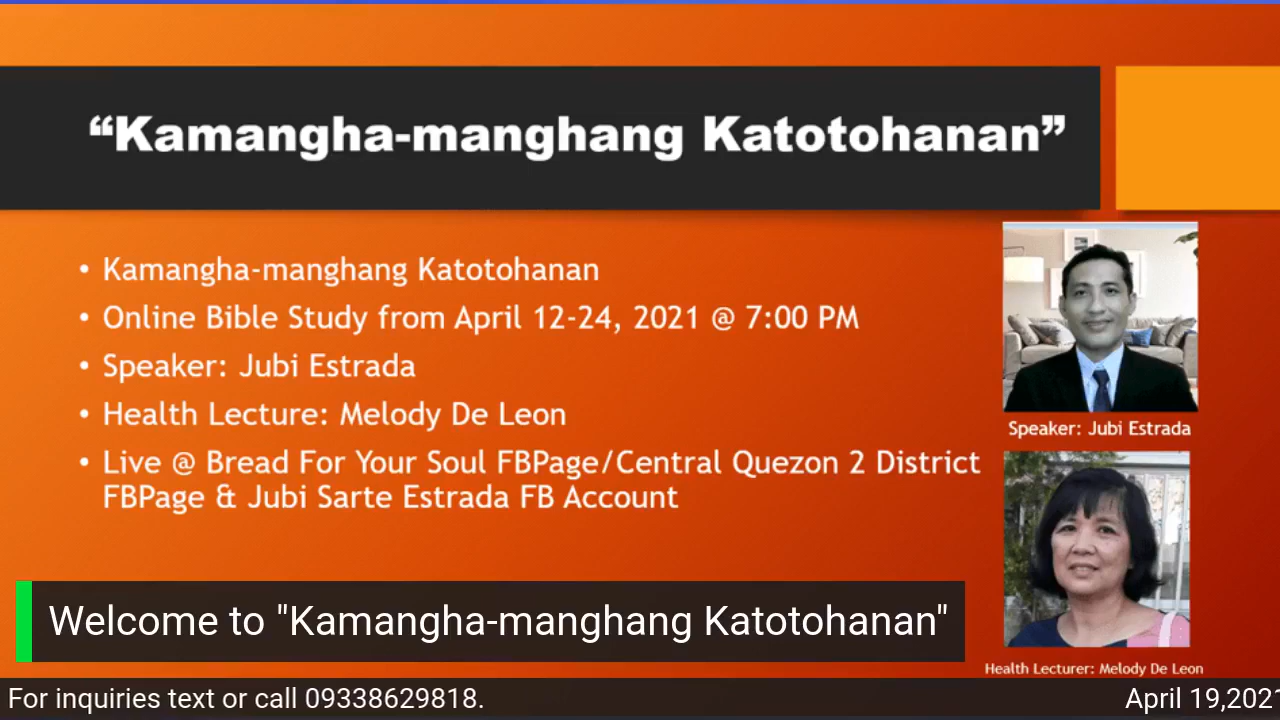 “Kamangha-manghang Katotohanan”
• Kamangha-manghang Katotohanan
• Online Bible Study from April 12-24, 2021 @ 7:00 PM
• Speaker: Jubi Estrada
• Health Lecture: Melody De Leon
• Live @ Bread For Your Soul FBPage/Central Quezon 2 District
FBPage & Jubi Sarte Estrada FB Account
Speaker: Jubi Estrada
Health Lecturer: Melody De Leon
Welcome to "Kamangha-manghang Katotohanan"
For inquiries text or call 09338629818.
April 19,2021